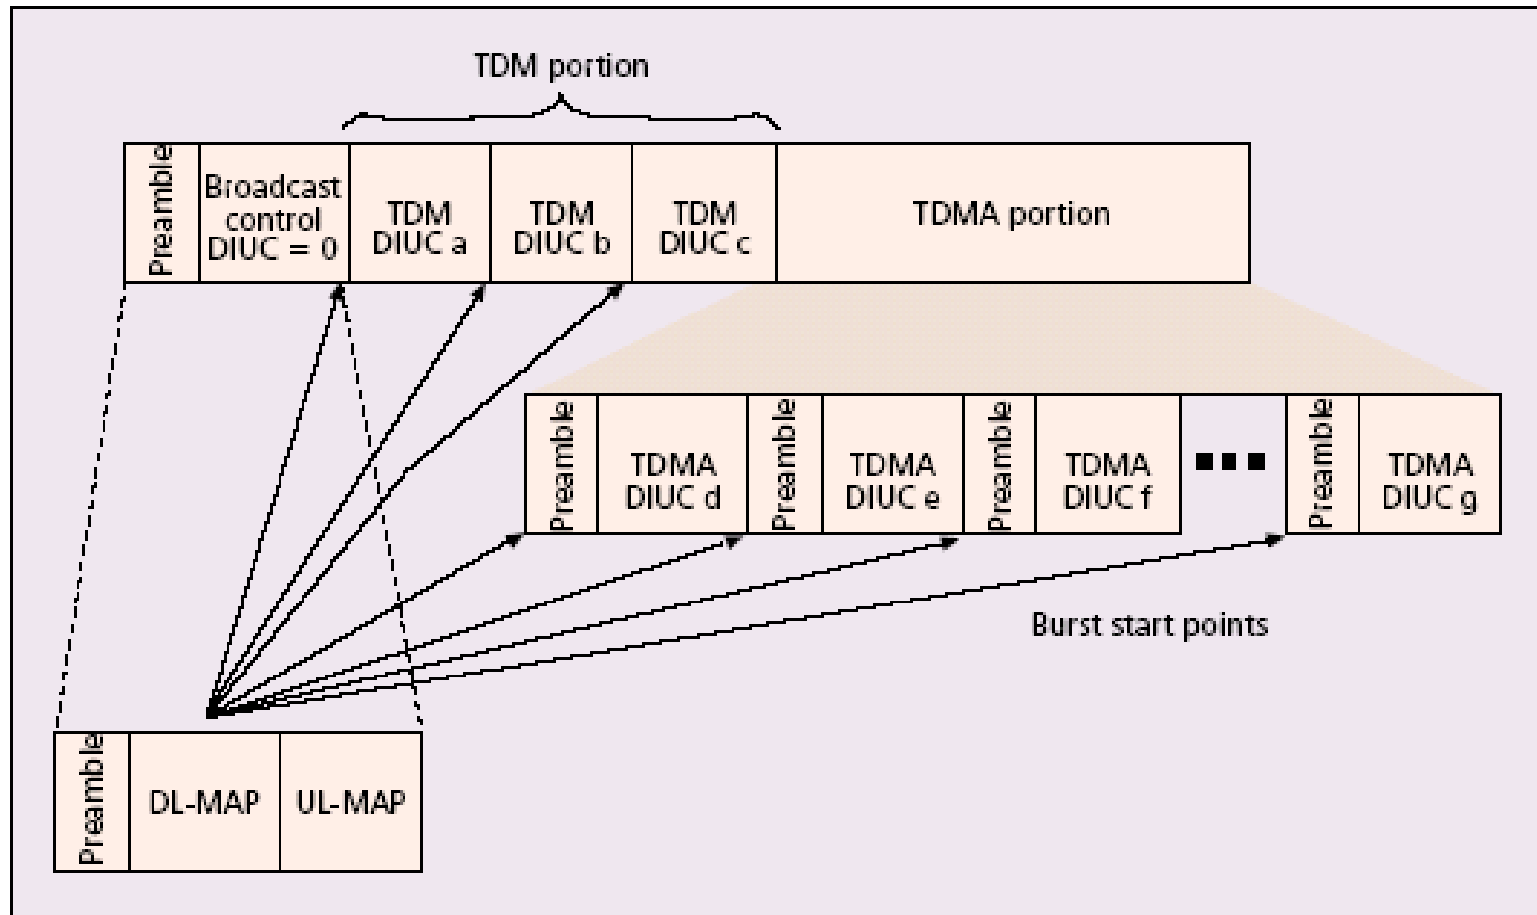 TDM portion
Preamble
Broadcast
control
DIUC = 0
TDM
DIUC a
TDM
DIUC b
TDM
DIUC c
TDMA portion
Preamble
TDMA
DIUC d
Preamble
TDMA
DIUC e
Preamble
TDMA
DIUC f
Preamble
TDMA
DIUC g
Burst start points
Preamble
DL-MAP
UL-MAP